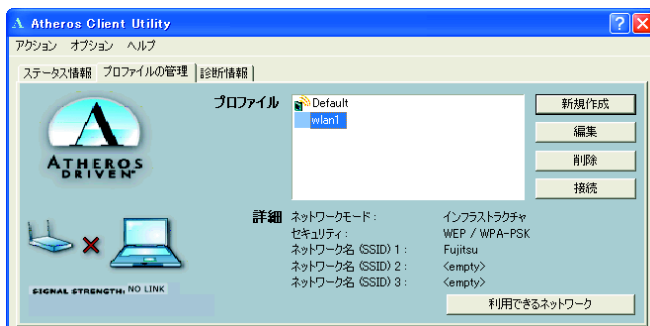 Atheros Client Utility
アクション オプション ヘルプ
ステータス情報 プロファイルの管理 診断情報
プロファイル
Default
wlan1
新規作成
編集
削除
接続
ATHEROS
DRIVEN
詳細
ネットワークモード: インフラストラクチャ
セキュリティ: WEP / WPA-PSK
ネットワーク名 (SSID) 1: Fujitsu
ネットワーク名 (SSID) 2: <empty>
ネットワーク名 (SSID) 3: <empty>
SIGNAL STRENGTH: NO LINK
利用できるネットワーク